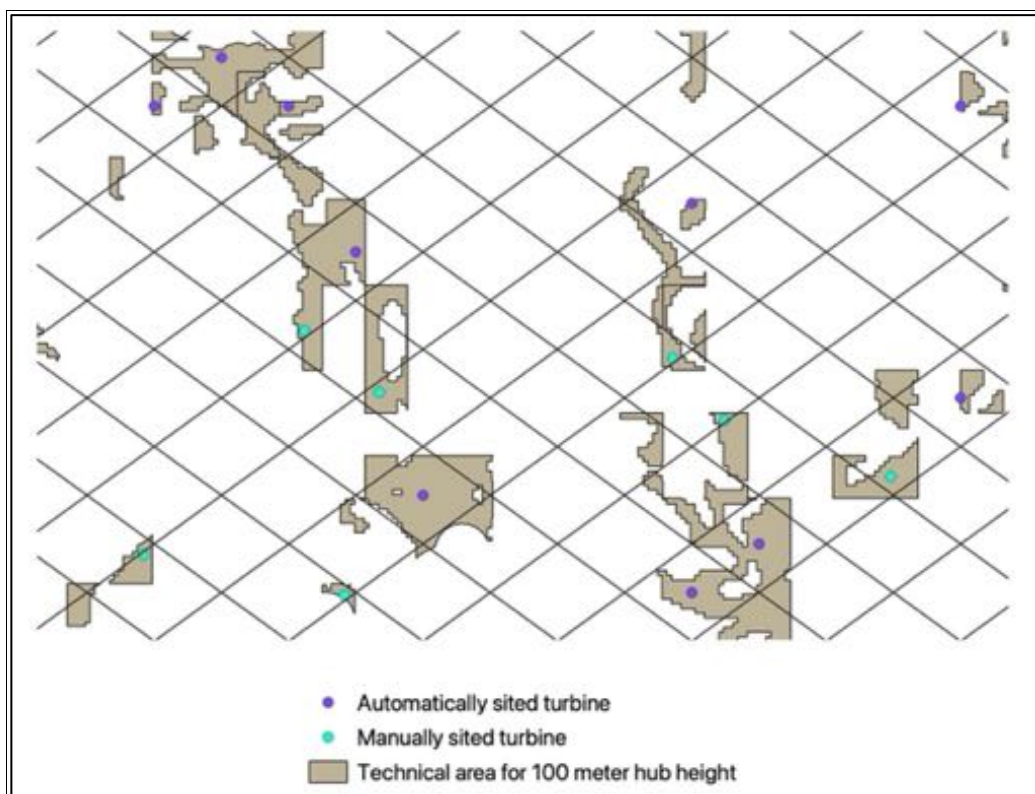 Automatically sited turbine
Manually sited turbine
Technical area for 100 meter hub height